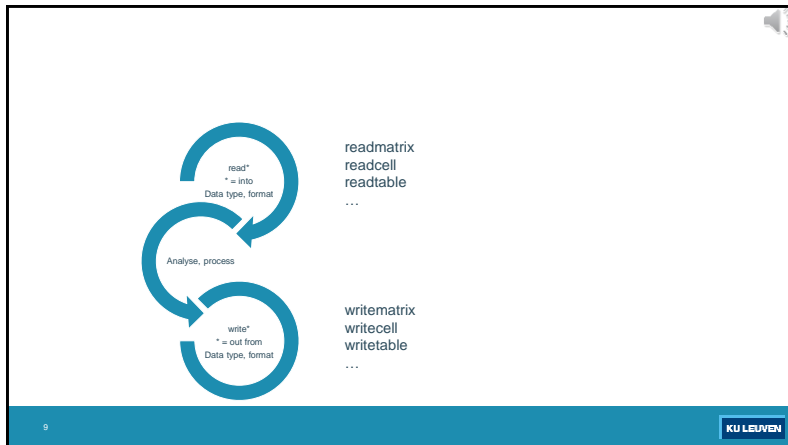 read*
* = into
Data type, format
readmatrix
readcell
readtable
…
Analyse, process
write*
* = out from
Data type, format
writematrix
writecell
writetable
…
9
KU LEUVEN